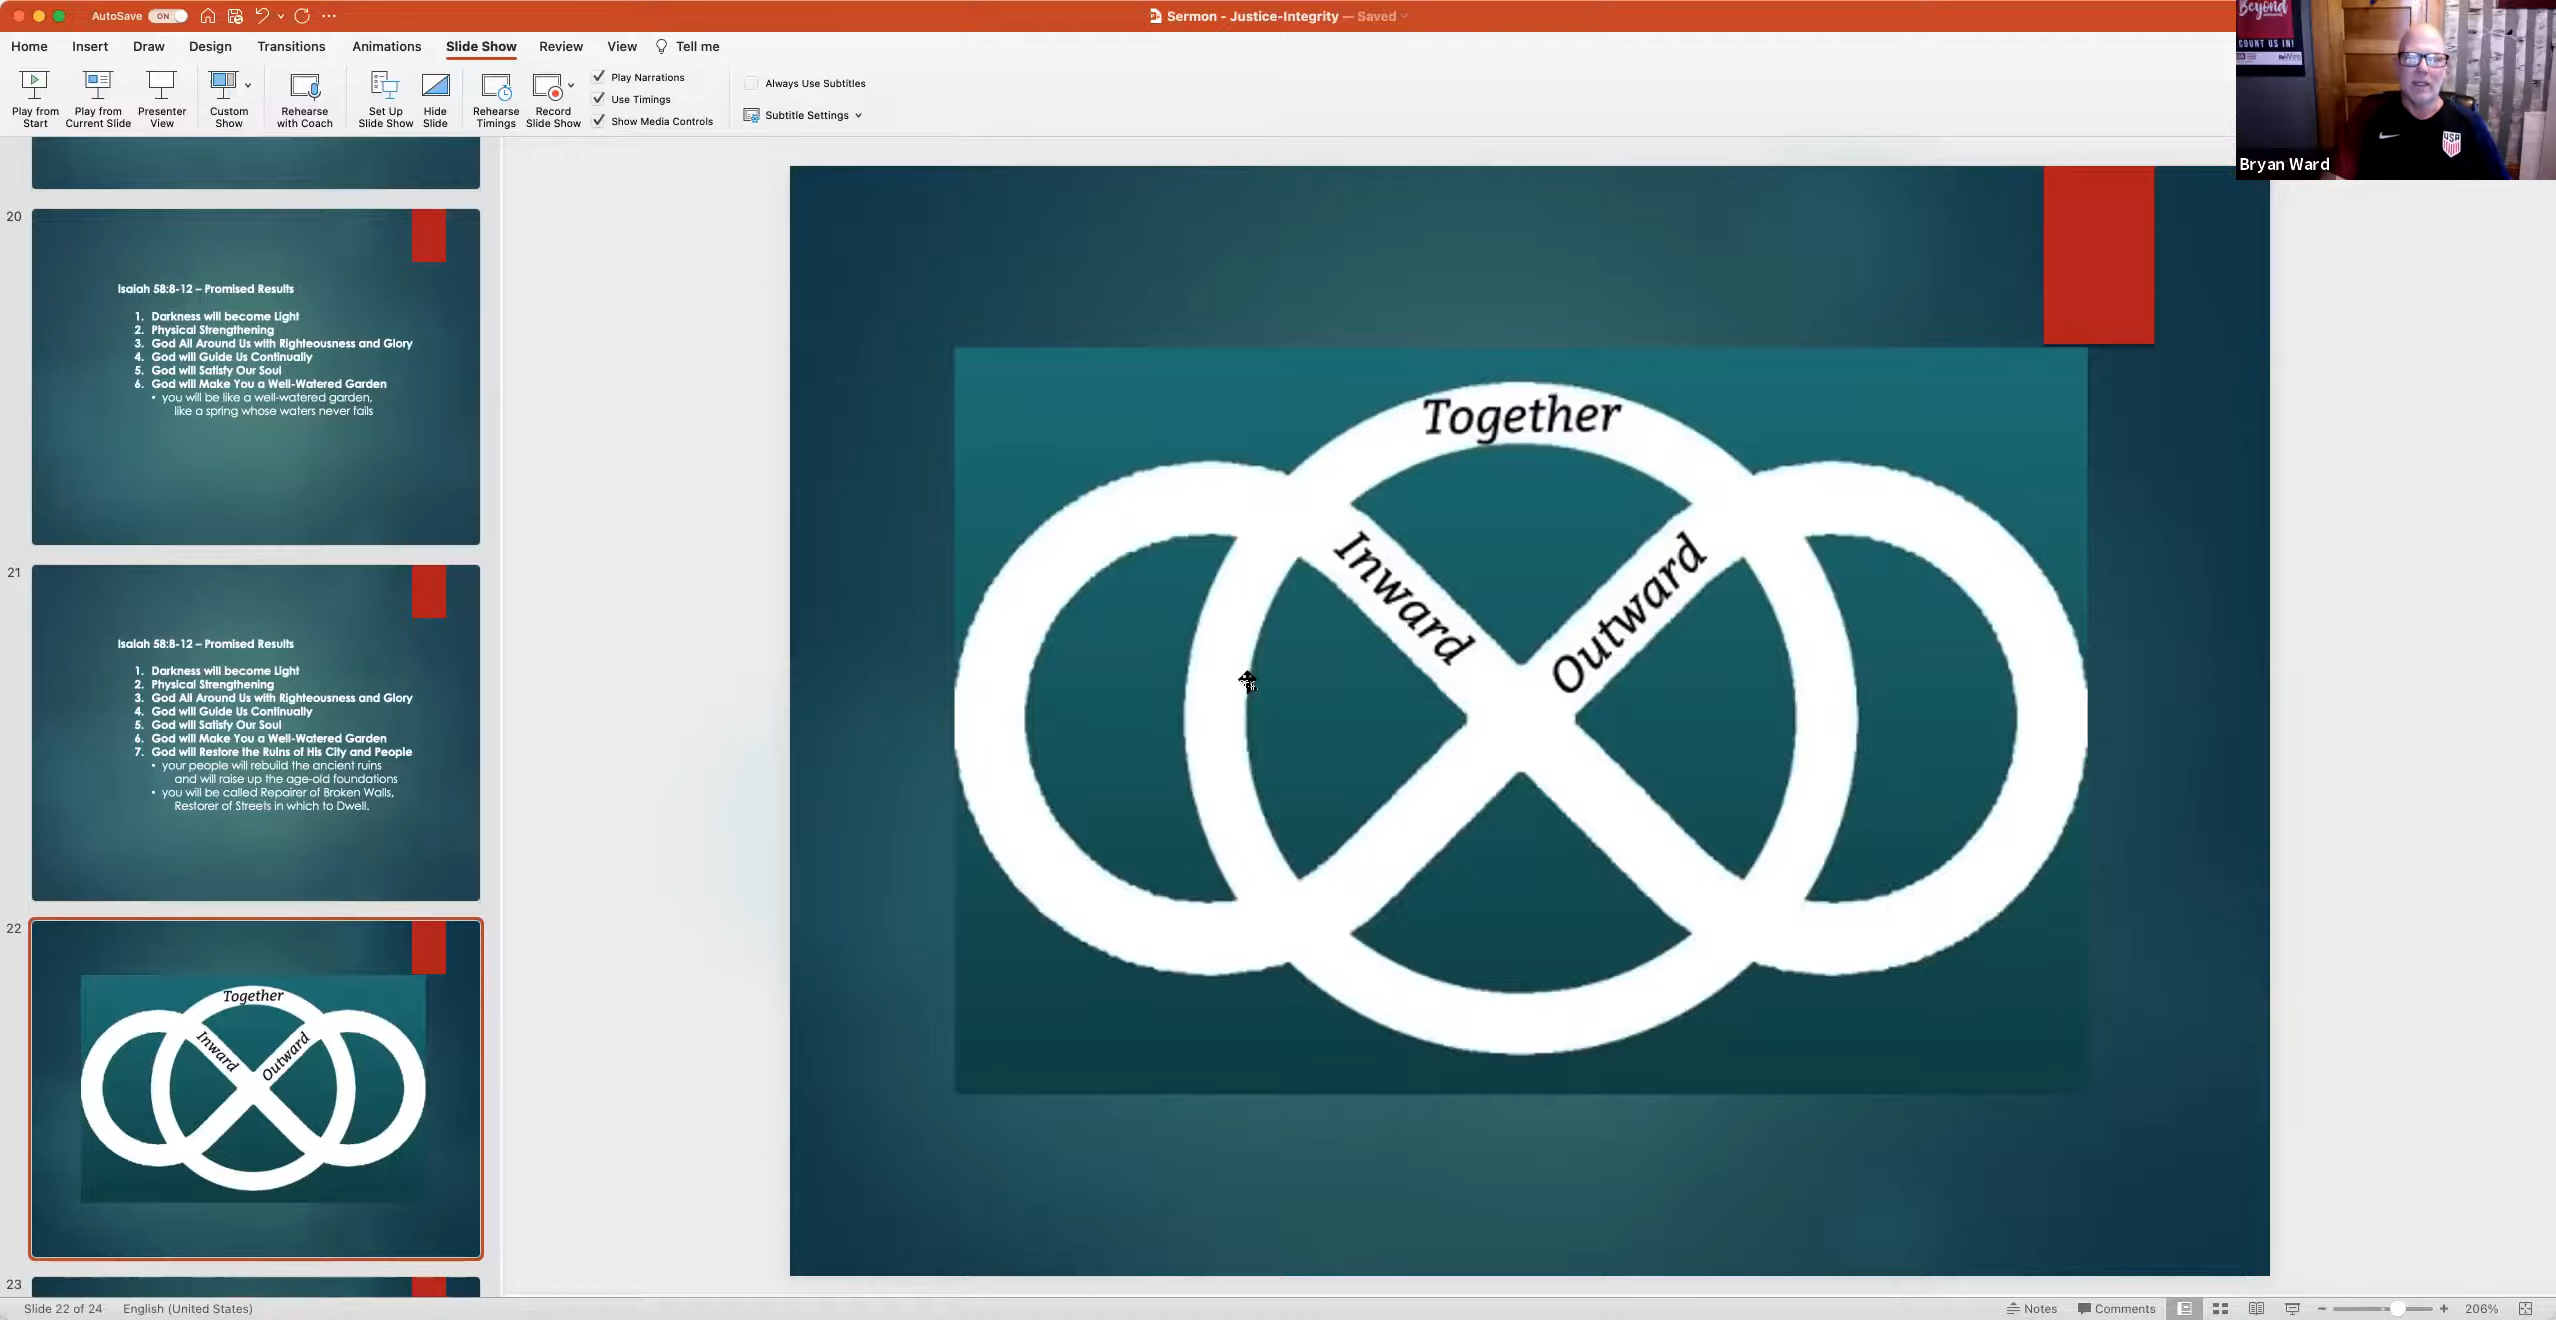 AutoSave ON
Sermon - Justice-Integrity — Saved
Home Insert Draw Design Transitions Animations Slide Show Review View Tell me
Play from Start
Play from Current Slide
Presenter View
Custom Show
Rehearse with Coach
Set Up Slide Show
Hide Slide
Rehearse Timings
Record Slide Show
Play Narrations
Use Timings
Show Media Controls
Always Use Subtitles
Subtitle Settings
Beyond
COUNT US IN!
USA
Bryan Ward
20
Isaiah 58:8-12 – Promised Results
1. Darkness will become Light
2. Physical Strengthening
3. God All Around Us with Righteousness and Glory
4. God will Guide Us Continually
5. God will Satisfy Our Soul
6. God will Make You a Well-Watered Garden
• you will be like a well-watered garden,
like a spring whose waters never fails
21
Isaiah 58:8-12 – Promised Results
1. Darkness will become Light
2. Physical Strengthening
3. God All Around Us with Righteousness and Glory
4. God will Guide Us Continually
5. God will Satisfy Our Soul
6. God will Make You a Well-Watered Garden
7. God will Restore the Ruins of His City and People
• your people will rebuild the ancient ruins
and will raise up the age-old foundations
• you will be called Repairer of Broken Walls,
Restorer of Streets in which to Dwell.
22
Together
Inward
Outward
23
Together
Inward
Outward
Slide 22 of 24 English (United States)
Notes Comments 206%